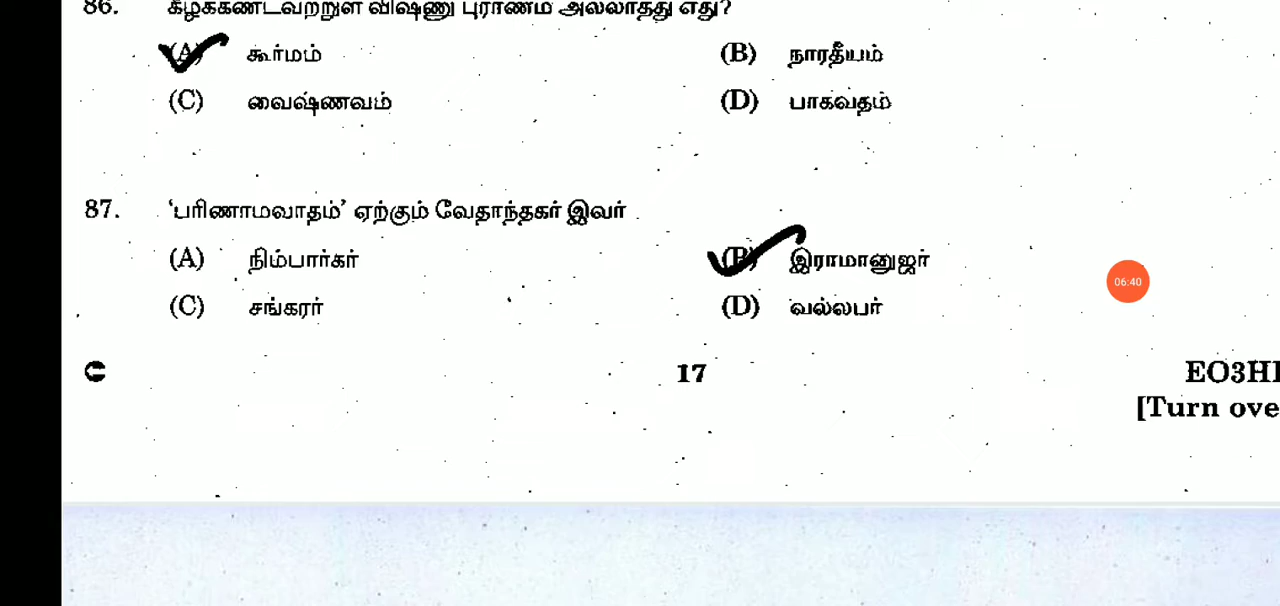 86. கீழ்க்கண்டவற்றுள் விஷ்ணு புராணம் அல்லாதது எது?
(A) கூர்மம் (B) நாரதீயம்
(C) வைஷ்ணவம் (D) பாகவதம்
87. 'பரிணாமவாதம்' ஏற்கும் வேதாந்தகர் இவர்
(A) நிம்பார்கர் (B) இராமானுஜர்
06:40
(C) சங்கரர் (D) வல்லபர்
17 EO3HI
[Turn ove